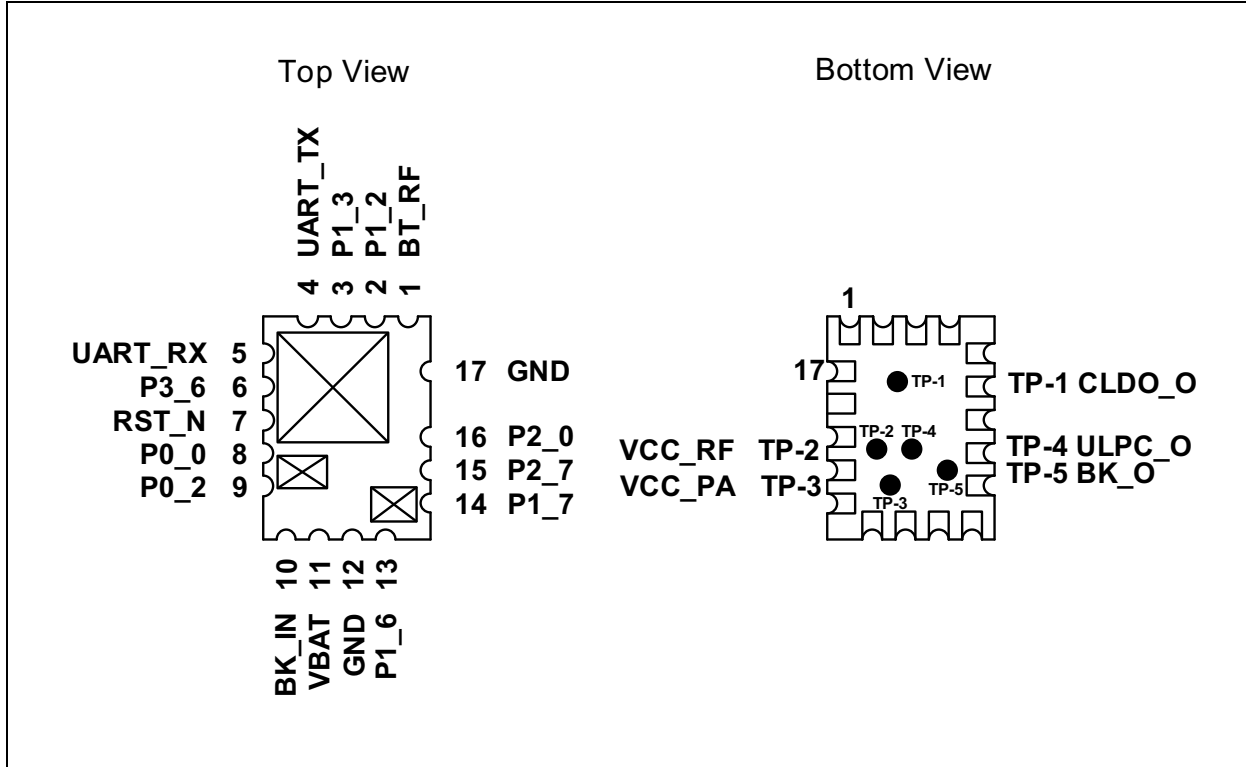 Top View
Bottom View
4 UART_TX
3 P1_3
2 P1_2
1 BT_RF
UART_RX 5
P3_6 6
RST_N 7
P0_0 8
P0_2 9
17 GND
16 P2_0
15 P2_7
14 P1_7
BK_IN 10
VBAT 11
GND 12
P1_6 13
1
17
TP-1
TP-1 CLDO_O
VCC_RF TP-2
TP-2
TP-4
TP-4 ULPC_O
VCC_PA TP-3
TP-3
TP-5
TP-5 BK_O